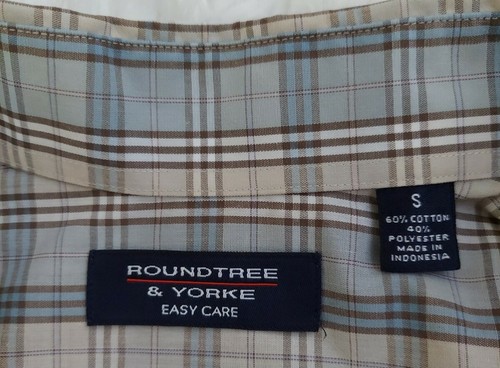 S
60% COTTON
40%
POLYESTER
MADE IN
INDONESIA
ROUNDTREE
& YORKE
EASY CARE